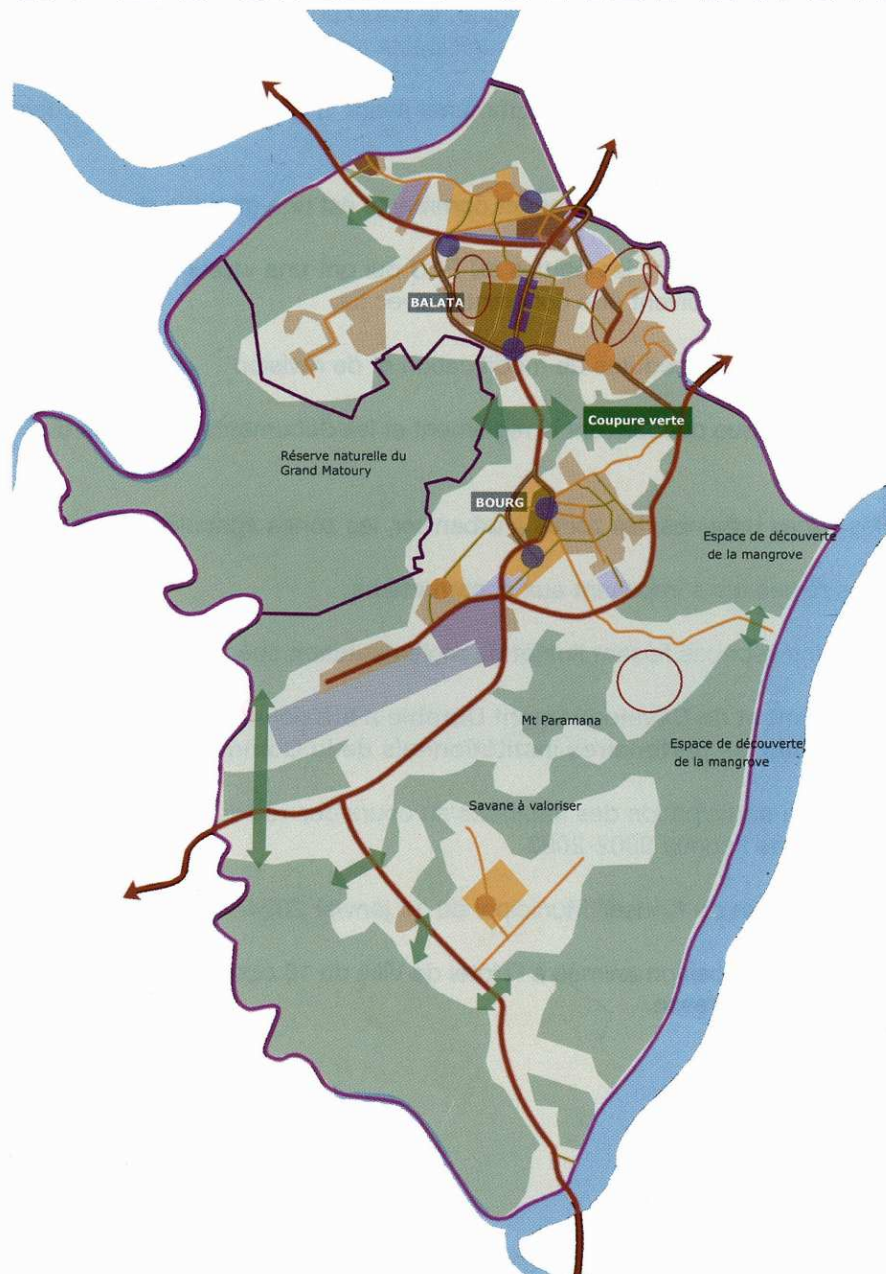 BALATA
Coupure verte
Réserve naturelle du
Grand Matoury
BOURG
Espace de découverte
de la mangrove
Mt Paramana
Espace de découverte
de la mangrove
Savane à valoriser